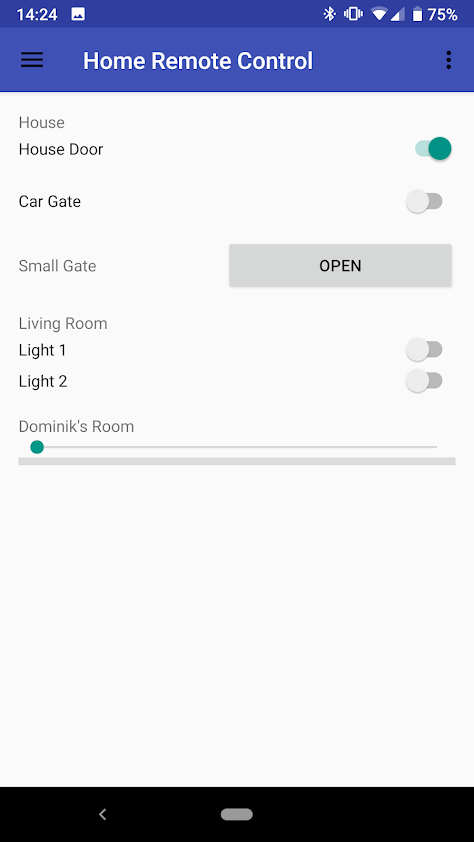 14:24 75%
Home Remote Control
House
House Door
Car Gate
Small Gate OPEN
Living Room
Light 1
Light 2
Dominik's Room